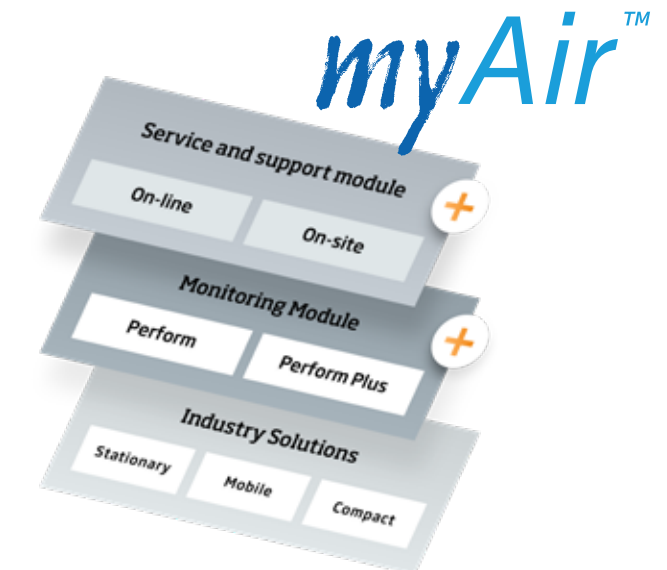 myAir™
Service and support module
On-line
On-site
Monitoring Module
Perform
Perform Plus
Industry Solutions
Stationary
Mobile
Compact